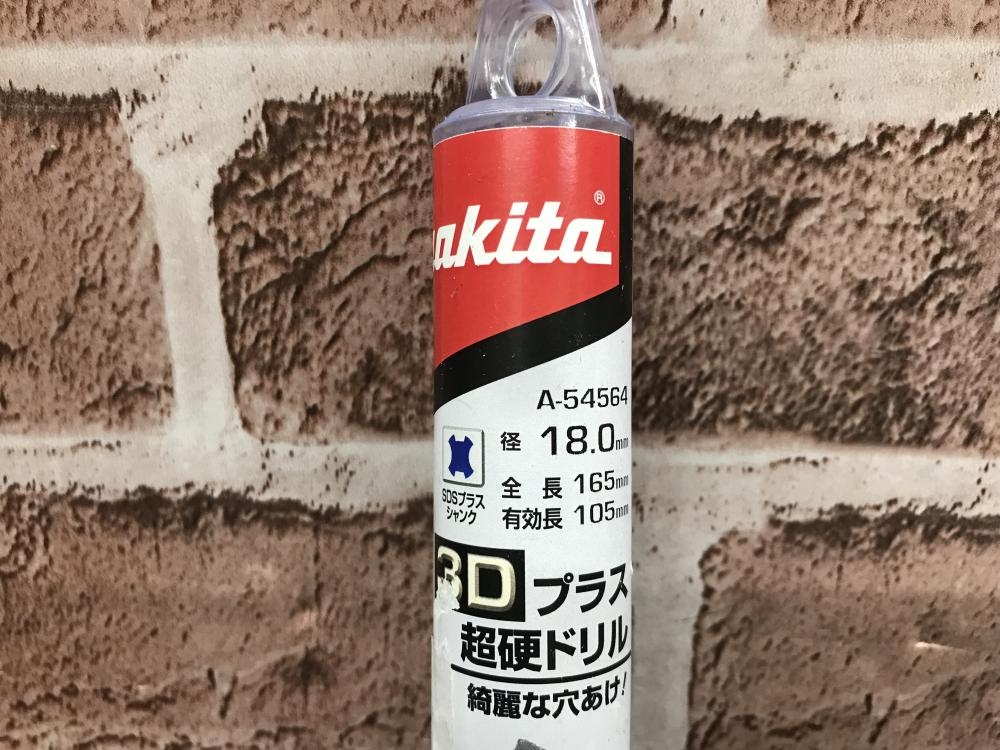 akita®
A-54564
径 18.0mm
全 長 165mm
有効長 105mm
SDSプラス
シャンク
3D プラス
超硬ドリル
綺麗な穴あけ!